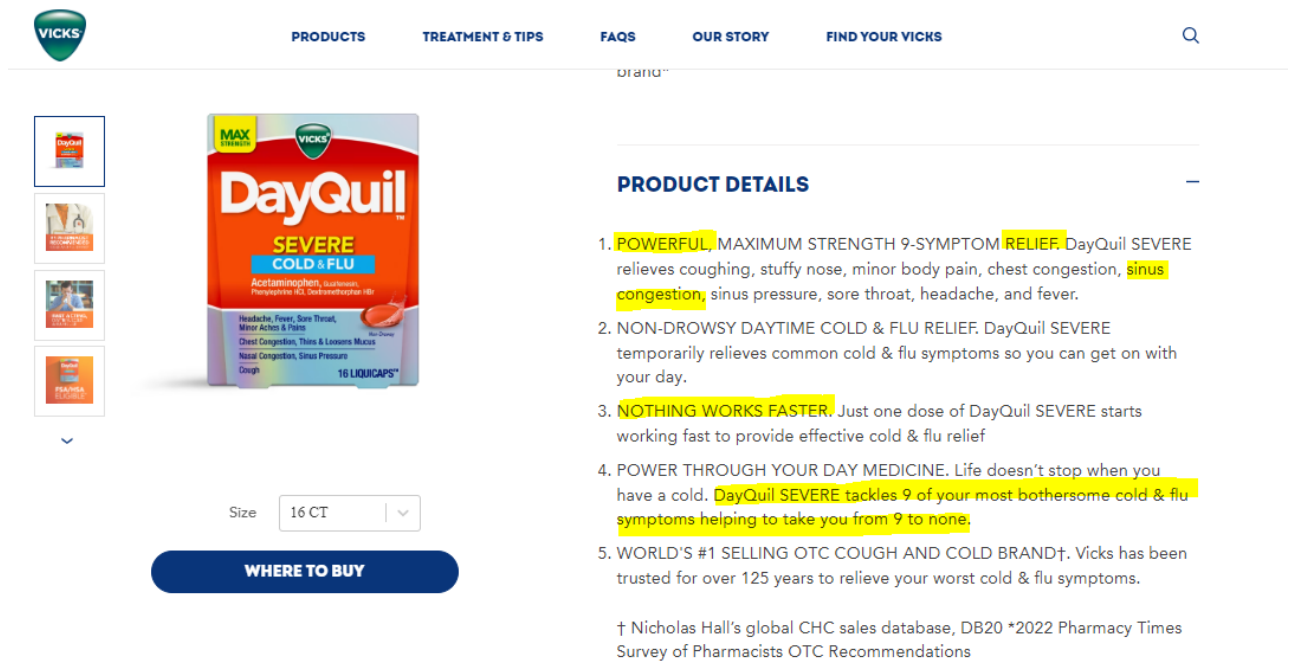 VICKS
PRODUCTS
TREATMENT & TIPS
FAQS
OUR STORY
FIND YOUR VICKS
brand*
MAX
STRENGTH
VICKS
DayQuil™
SEVERE
COLD & FLU
Acetaminophen, Guaifenesin,
Phenylephrine HCl, Dextromethorphan HBr
Headache, Fever, Sore Throat,
Minor Aches & Pains
Non-Drowsy
Chest Congestion, Thins & Loosens Mucus
Nasal Congestion, Sinus Pressure
Cough
16 LIQUICAPS™
Size
16 CT
WHERE TO BUY
PRODUCT DETAILS
1. POWERFUL, MAXIMUM STRENGTH 9-SYMPTOM RELIEF. DayQuil SEVERE
relieves coughing, stuffy nose, minor body pain, chest congestion, sinus
congestion, sinus pressure, sore throat, headache, and fever.
2. NON-DROWSY DAYTIME COLD & FLU RELIEF. DayQuil SEVERE
temporarily relieves common cold & flu symptoms so you can get on with
your day.
3. NOTHING WORKS FASTER. Just one dose of DayQuil SEVERE starts
working fast to provide effective cold & flu relief
4. POWER THROUGH YOUR DAY MEDICINE. Life doesn't stop when you
have a cold. DayQuil SEVERE tackles 9 of your most bothersome cold & flu
symptoms helping to take you from 9 to none.
5. WORLD'S #1 SELLING OTC COUGH AND COLD BRAND†. Vicks has been
trusted for over 125 years to relieve your worst cold & flu symptoms.
† Nicholas Hall's global CHC sales database, DB20 *2022 Pharmacy Times
Survey of Pharmacists OTC Recommendations